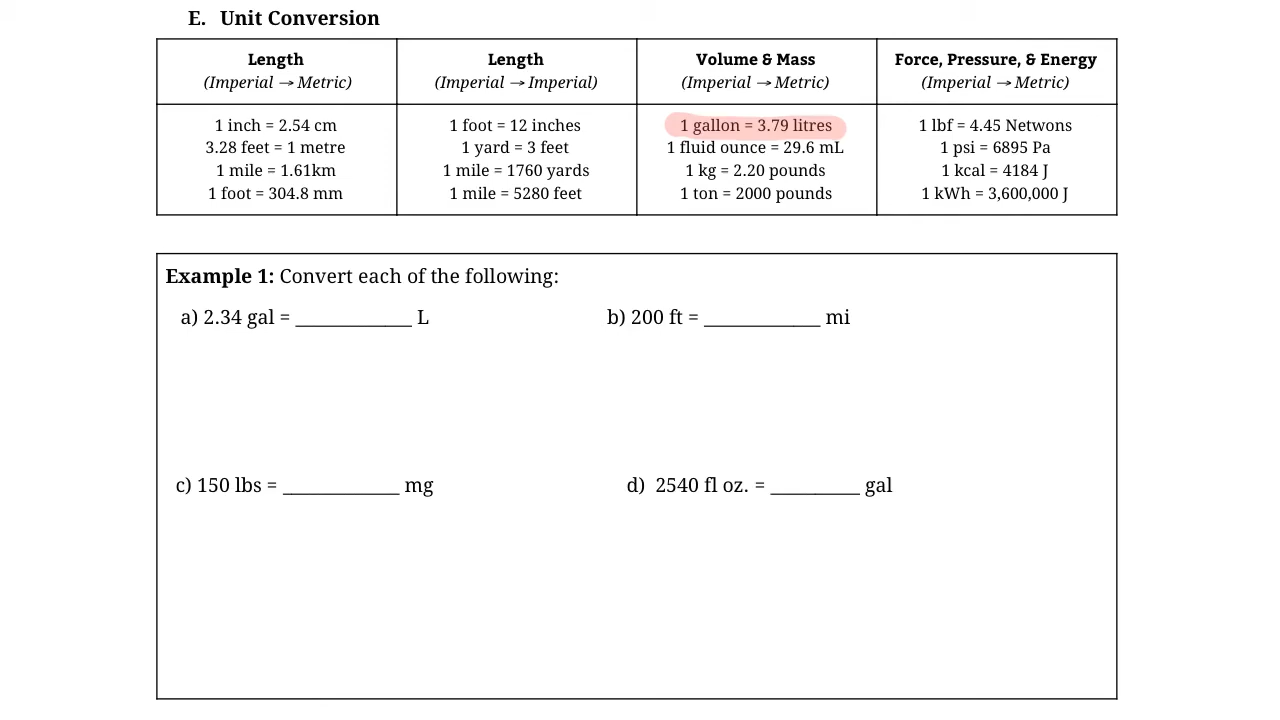 E. Unit Conversion
Length
(Imperial → Metric)
Length
(Imperial → Imperial)
Volume & Mass
(Imperial → Metric)
Force, Pressure, & Energy
(Imperial → Metric)
1 inch = 2.54 cm
3.28 feet = 1 metre
1 mile = 1.61km
1 foot = 304.8 mm
1 foot = 12 inches
1 yard = 3 feet
1 mile = 1760 yards
1 mile = 5280 feet
1 gallon = 3.79 litres
1 fluid ounce = 29.6 mL
1 kg = 2.20 pounds
1 ton = 2000 pounds
1 lbf = 4.45 Netwons
1 psi = 6895 Pa
1 kcal = 4184 J
1 kWh = 3,600,000 J
Example 1: Convert each of the following:
a) 2.34 gal = ____________ L
b) 200 ft = ____________ mi
c) 150 lbs = ____________ mg
d) 2540 fl oz. = _________ gal